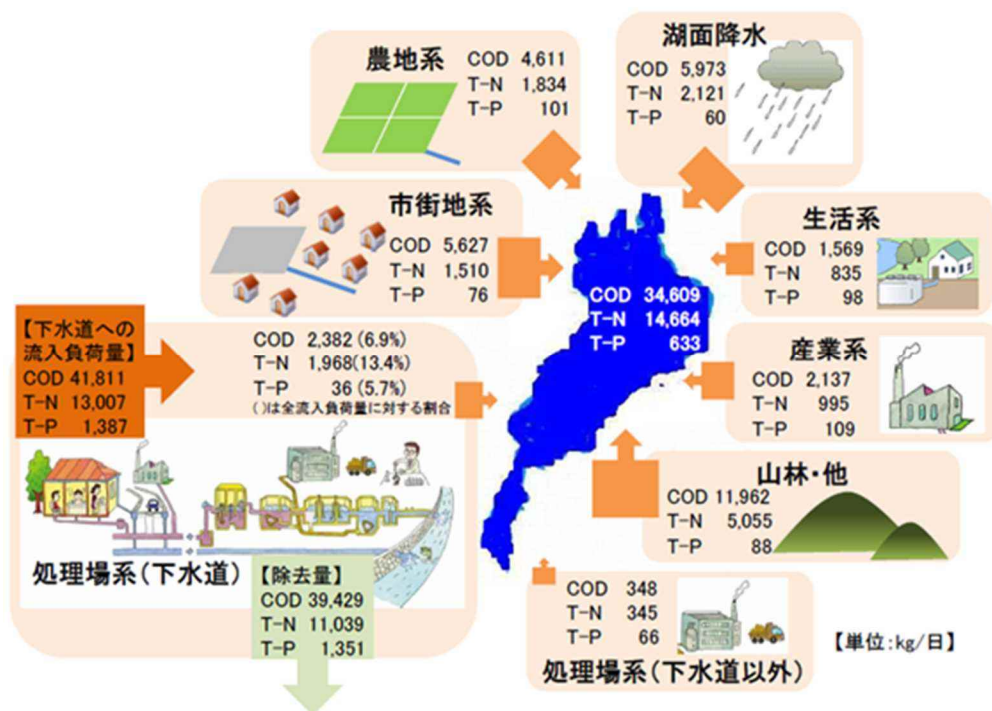 農地系
COD 4,611
T-N 1,834
T-P 101
湖面降水
COD 5,973
T-N 2,121
T-P 60
市街地系
COD 5,627
T-N 1,510
T-P 76
生活系
COD 1,569
T-N 835
T-P 98
COD 34,609
T-N 14,664
T-P 633
【下水道への
流入負荷量】
COD 41,811
T-N 13,007
T-P 1,387
COD 2,382 (6.9%)
T-N 1,968(13.4%)
T-P 36 (5.7%)
( )は全流入負荷量に対する割合
産業系
COD 2,137
T-N 995
T-P 109
山林・他
COD 11,962
T-N 5,055
T-P 88
処理場系(下水道)
【除去量】
COD 39,429
T-N 11,039
T-P 1,351
COD 348
T-N 345
T-P 66
処理場系(下水道以外)
【単位:kg/日】